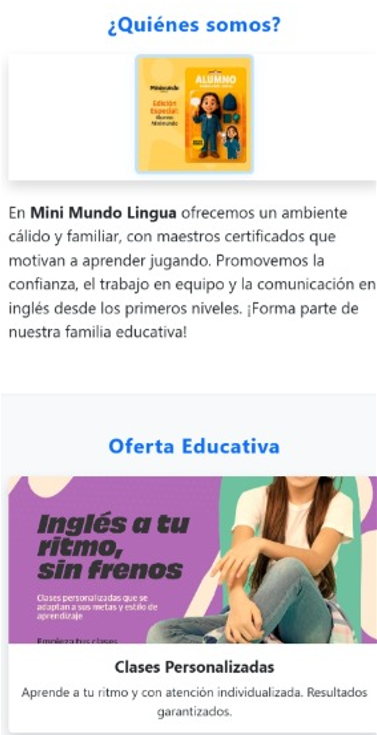 ¿Quiénes somos?
Minimundo
ALUMNO
Edición
Especial:
Alumno
Minimundo
En Mini Mundo Lingua ofrecemos un ambiente
cálido y familiar, con maestros certificados que
motivan a aprender jugando. Promovemos la
confianza, el trabajo en equipo y la comunicación en
inglés desde los primeros niveles. ¡Forma parte de
nuestra familia educativa!
Oferta Educativa
Inglés a tu
ritmo,
sin frenos
Clases personalizadas que se
adaptan a sus metas y estilo de
aprendizaje
Empieza tus clases
Clases Personalizadas
Aprende a tu ritmo y con atención individualizada. Resultados
garantizados.